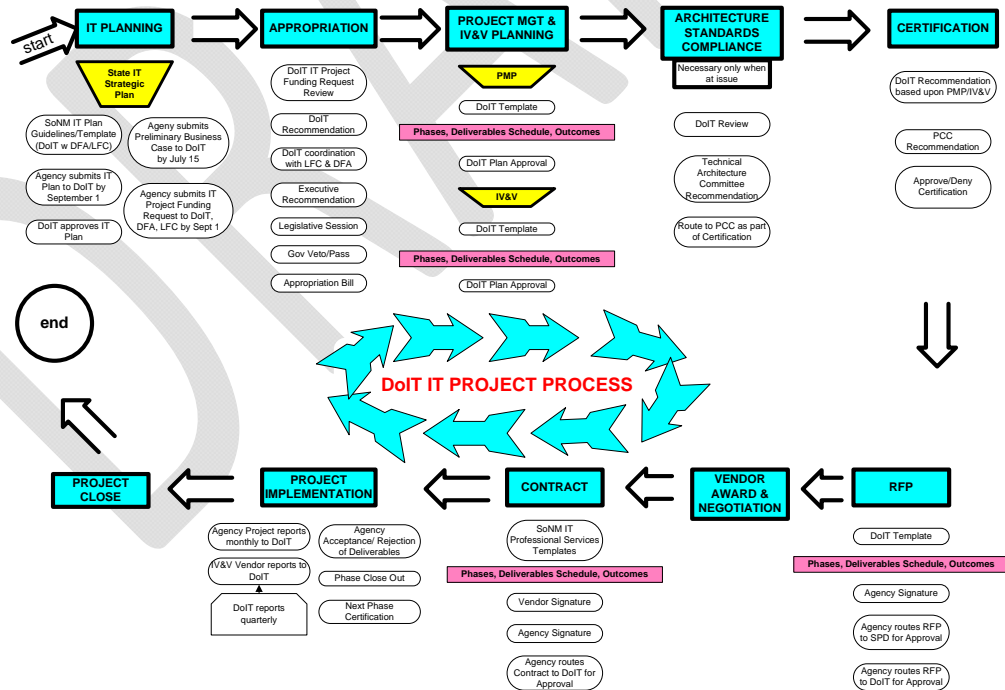 start
IT PLANNING
State IT
Strategic
Plan
SoNM IT Plan
Guidelines/Template
(DoIT w DFA/LFC)
Agency submits IT
Plan to DoIT by
September 1
DoIT approves IT
Plan
Ageny submits
Preliminary Business
Case to DoIT
by July 15
Agency submits IT
Project Funding
Request to DoIT,
DFA, LFC by Sept 1
APPROPRIATION
DoIT IT Project
Funding Request
Review
DoIT
Recommendation
DoIT coordination
with LFC & DFA
Executive
Recommendation
Legislative Session
Gov Veto/Pass
Appropriation Bill
PROJECT MGT &
IV&V PLANNING
PMP
DoIT Template
Phases, Deliverables Schedule, Outcomes
DoIT Plan Approval
IV&V
DoIT Template
Phases, Deliverables Schedule, Outcomes
DoIT Plan Approval
ARCHITECTURE
STANDARDS
COMPLIANCE
Necessary only when
at issue
DoIT Review
Technical
Architecture
Committee
Recommendation
Route to PCC as part
of Certification
CERTIFICATION
DoIT Recommendation
based upon PMP/IV&V
PCC
Recommendation
Approve/Deny
Certification
end
DoIT IT PROJECT PROCESS
PROJECT
CLOSE
PROJECT
IMPLEMENTATION
Agency Project reports
monthly to DoIT
IV&V Vendor reports to
DoIT
DoIT reports
quarterly
Agency
Acceptance/ Rejection
of Deliverables
Phase Close Out
Next Phase
Certification
CONTRACT
SoNM IT
Professional Services
Templates
Phases, Deliverables Schedule, Outcomes
Vendor Signature
Agency Signature
Agency routes
Contract to DoIT for
Approval
VENDOR
AWARD &
NEGOTIATION
RFP
DoIT Template
Phases, Deliverables Schedule, Outcomes
Agency Signature
Agency routes RFP
to SPD for Approval
Agency routes RFP
to DoIT for Approval